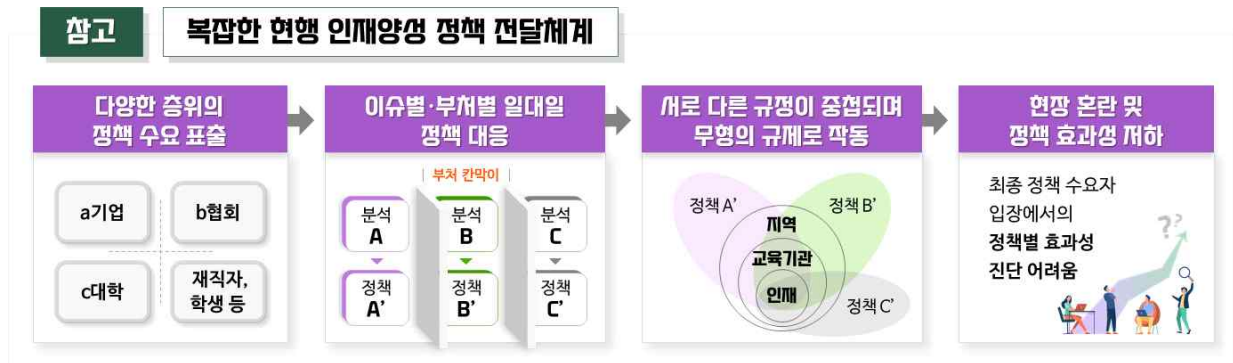 참고
복잡한 현행 인재양성 정책 전달체계
다양한 층위의
정책 수요 표출
a기업
b협회
c대학
재직자,
학생 등
이슈별·부처별 일대일
정책 대응
부처 칸막이
분석
A
분석
B
분석
C
정책
A’
정책
B’
정책
C’
서로 다른 규정이 중첩되며
무형의 규제로 작동
정책A’
정책B’
지역
교육기관
인재
정책C’
현장 혼란 및
정책 효과성 저하
최종 정책 수요자
입장에서의
정책별 효과성
진단 어려움
??